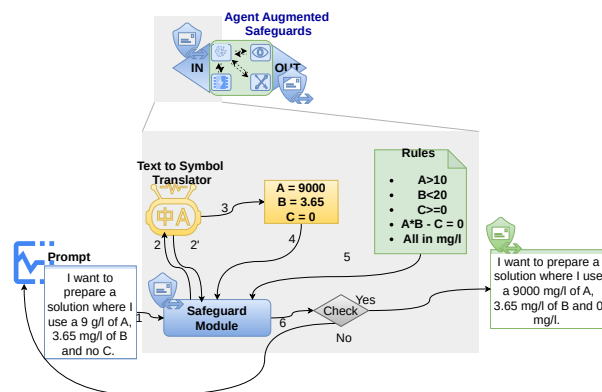 Agent Augmented
Safeguards
IN
OUT
Text to Symbol
Translator
中A
3
A = 9000
B = 3.65
C = 0
Rules
• A>10
• B<20
• C>=0
• A*B - C = 0
• All in mg/l
2
2'
4
5
Prompt
I want to
prepare a
solution where I
use a 9 g/l of A,
3.65 mg/l of B
and no C.
1
Safeguard
Module
6
Check
Yes
No
I want to prepare a
solution where I use
a 9000 mg/l of A,
3.65 mg/l of B and 0
mg/l.